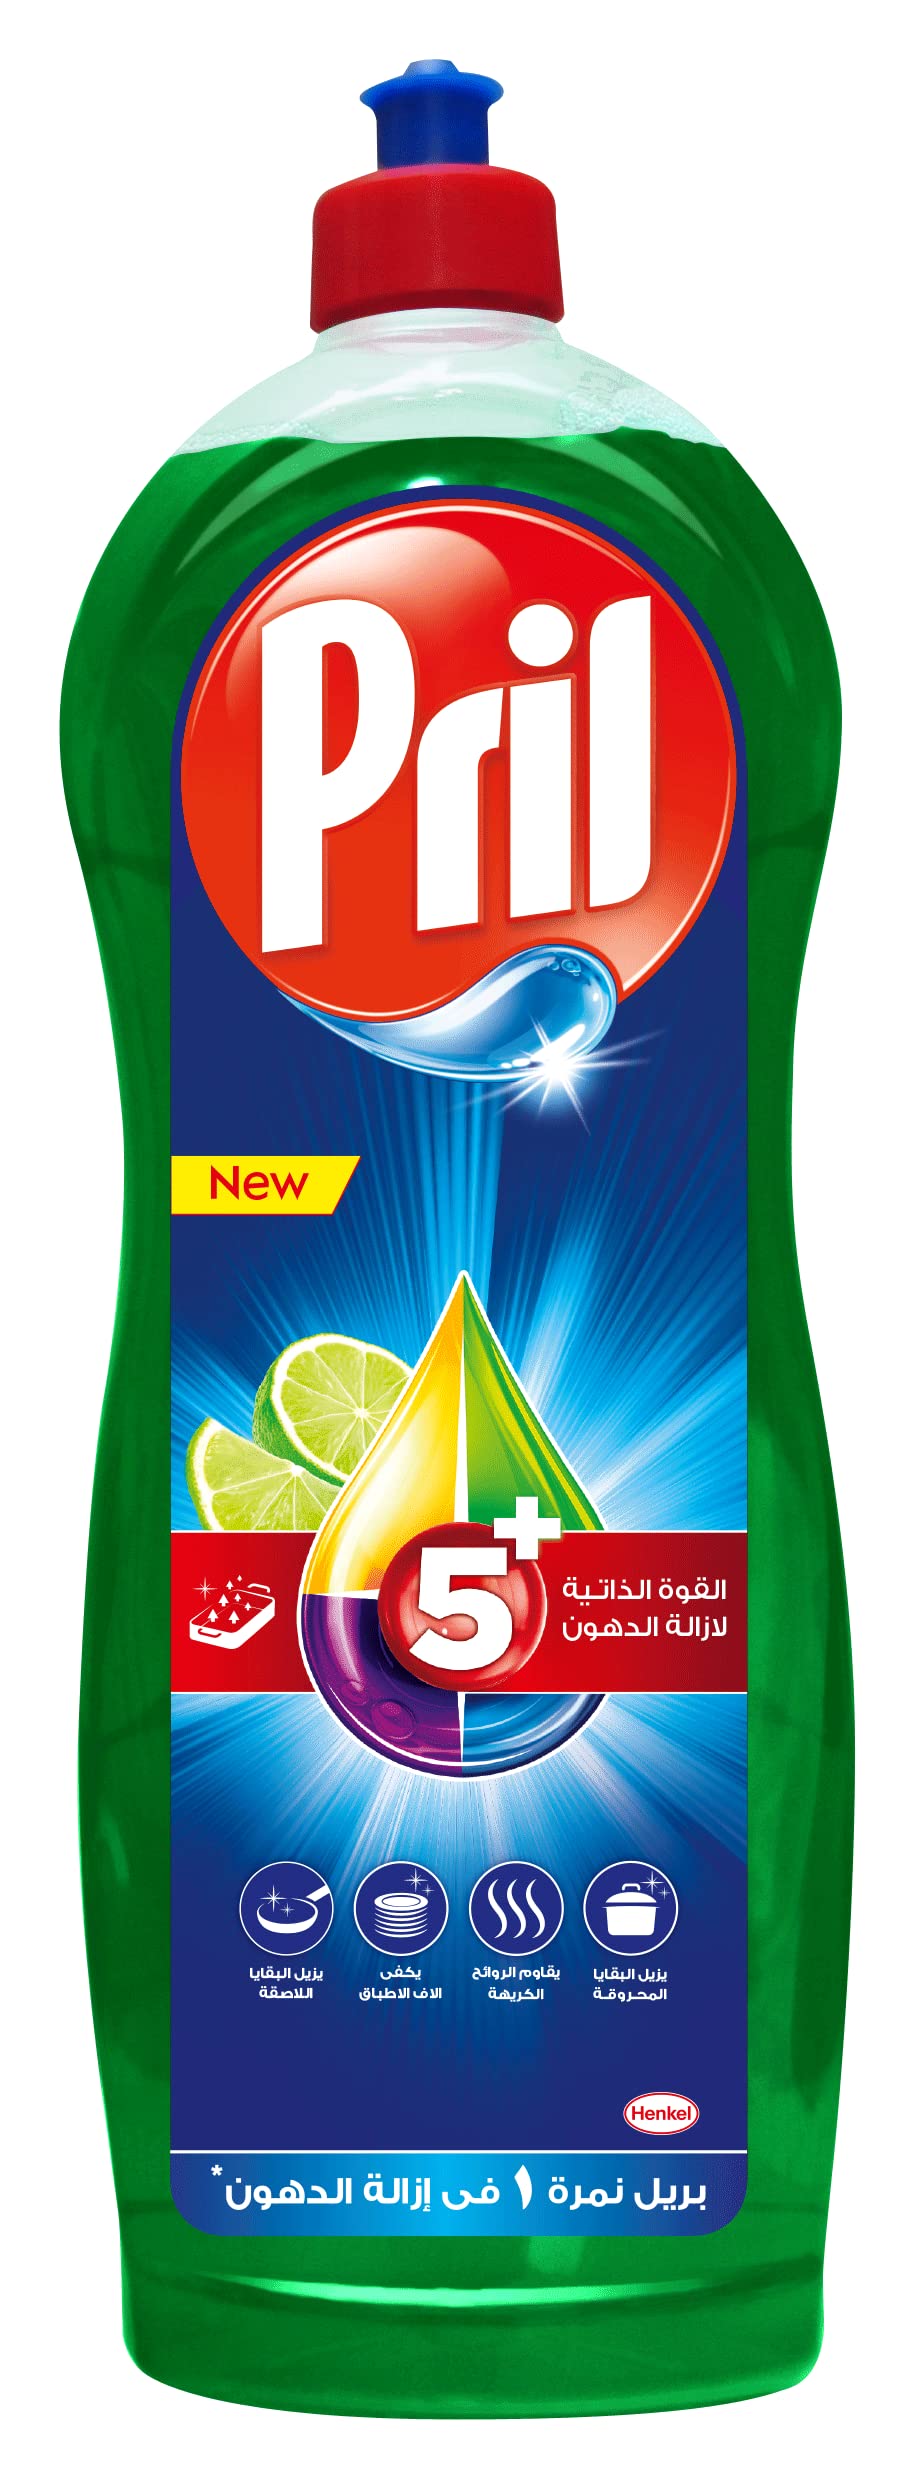 Pril
New
5+
القوة الذاتية
لازالة الدهون
يزيل البقايا
المحروقة
يقاوم الروائح
الكريهة
يكفى
الاف الاطباق
يزيل البقايا
اللاصقة
Henkel
بريل نمرة ١ فى إزالة الدهون*